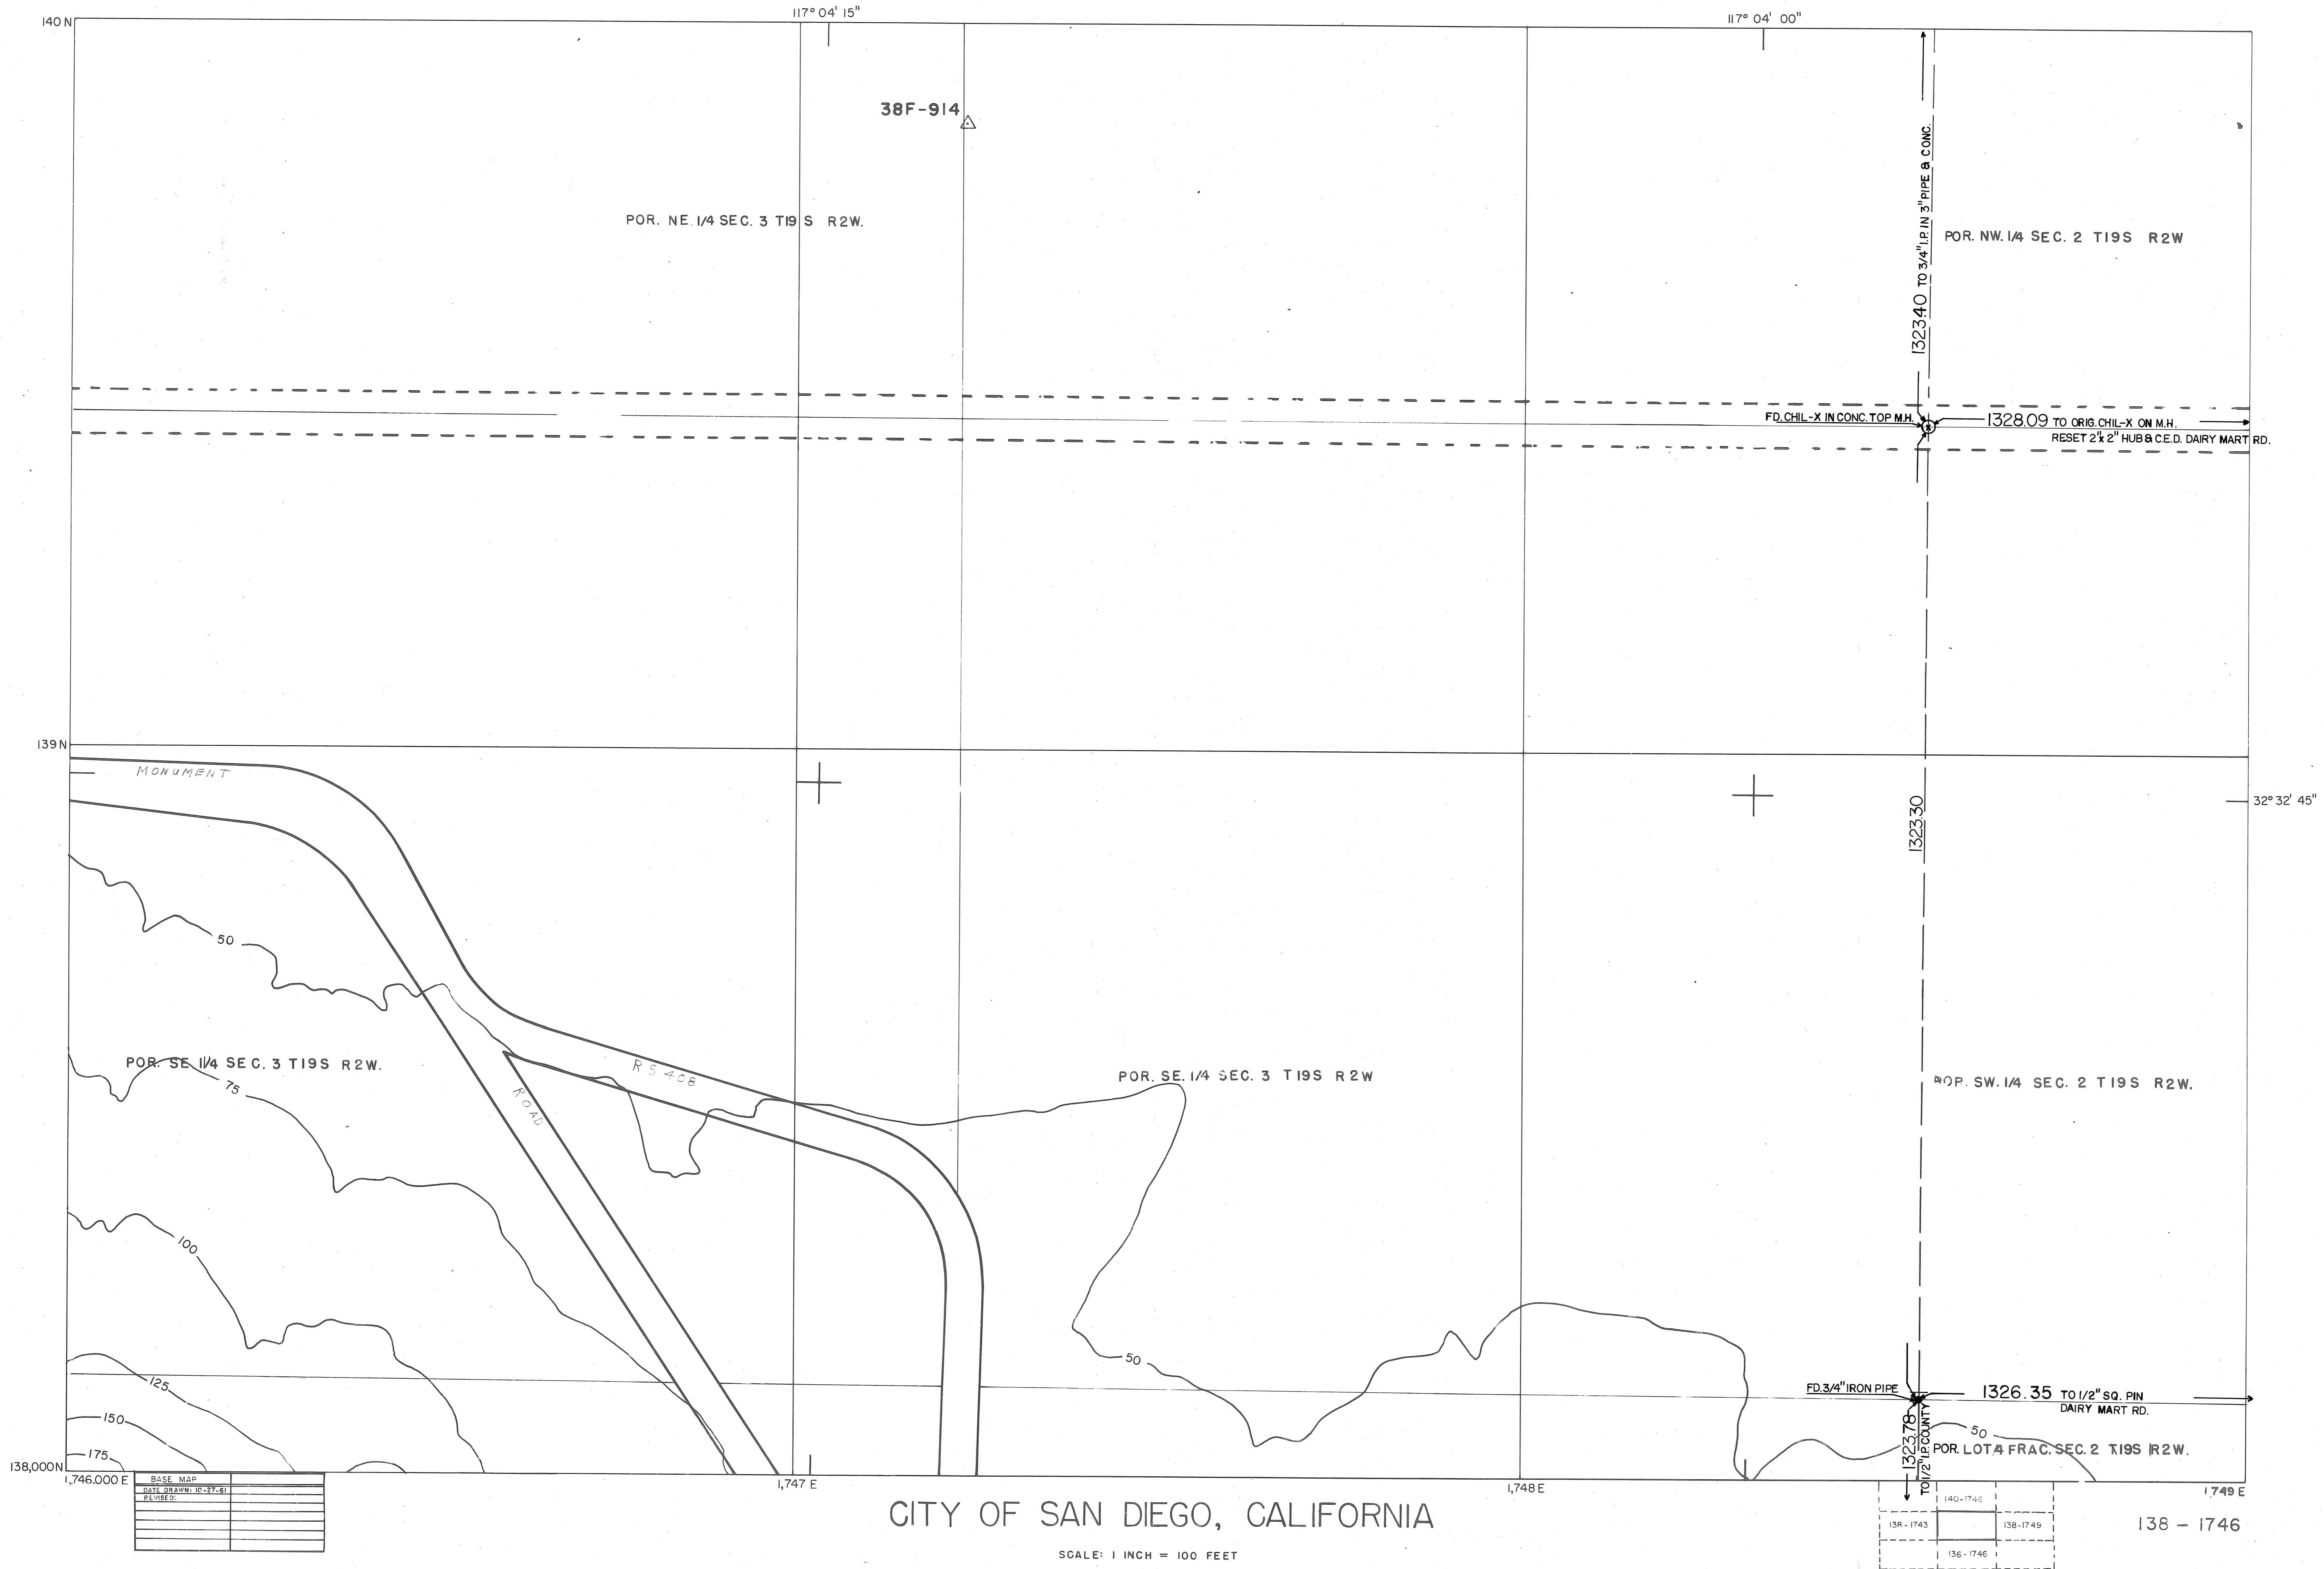 140 N
117° 04' 15"
117° 04' 00"
38F-914
POR. NE. 1/4 SEC. 3 T19 S R2W.
1323.40 TO 3/4" I.P. IN 3" PIPE & CONC.
POR. NW. 1/4 SEC. 2 T19S R2W
FD. CHIL-X IN CONC. TOP M.H.
1328.09 TO ORIG. CHIL-X ON M.H.
RESET 2"x 2" HUB & C.E.D. DAIRY MART RD.
139 N
MONUMENT
32° 32' 45"
1323.30
50
POR. SE. 1/4 SEC. 3 T19S R2W.
75
ROAD
RS 408
POR. SE. 1/4 SEC. 3 T19S R2W
POR. SW. 1/4 SEC. 2 T19S R2W.
100
50
125
150
175
FD. 3/4" IRON PIPE
1326.35 TO 1/2" SQ. PIN
DAIRY MART RD.
1323.78
TO 1/2" I.P. COUNTY
50
POR. LOT 4 FRAC. SEC. 2 T19S R2W.
138,000 N
1,746.000 E
1,747 E
1,748 E
1,749 E
BASE MAP
DATE DRAWN: 10-27-61
REVISED:
CITY OF SAN DIEGO, CALIFORNIA
SCALE: 1 INCH = 100 FEET
140-1746
138-1743
138-1749
136-1746
138 - 1746